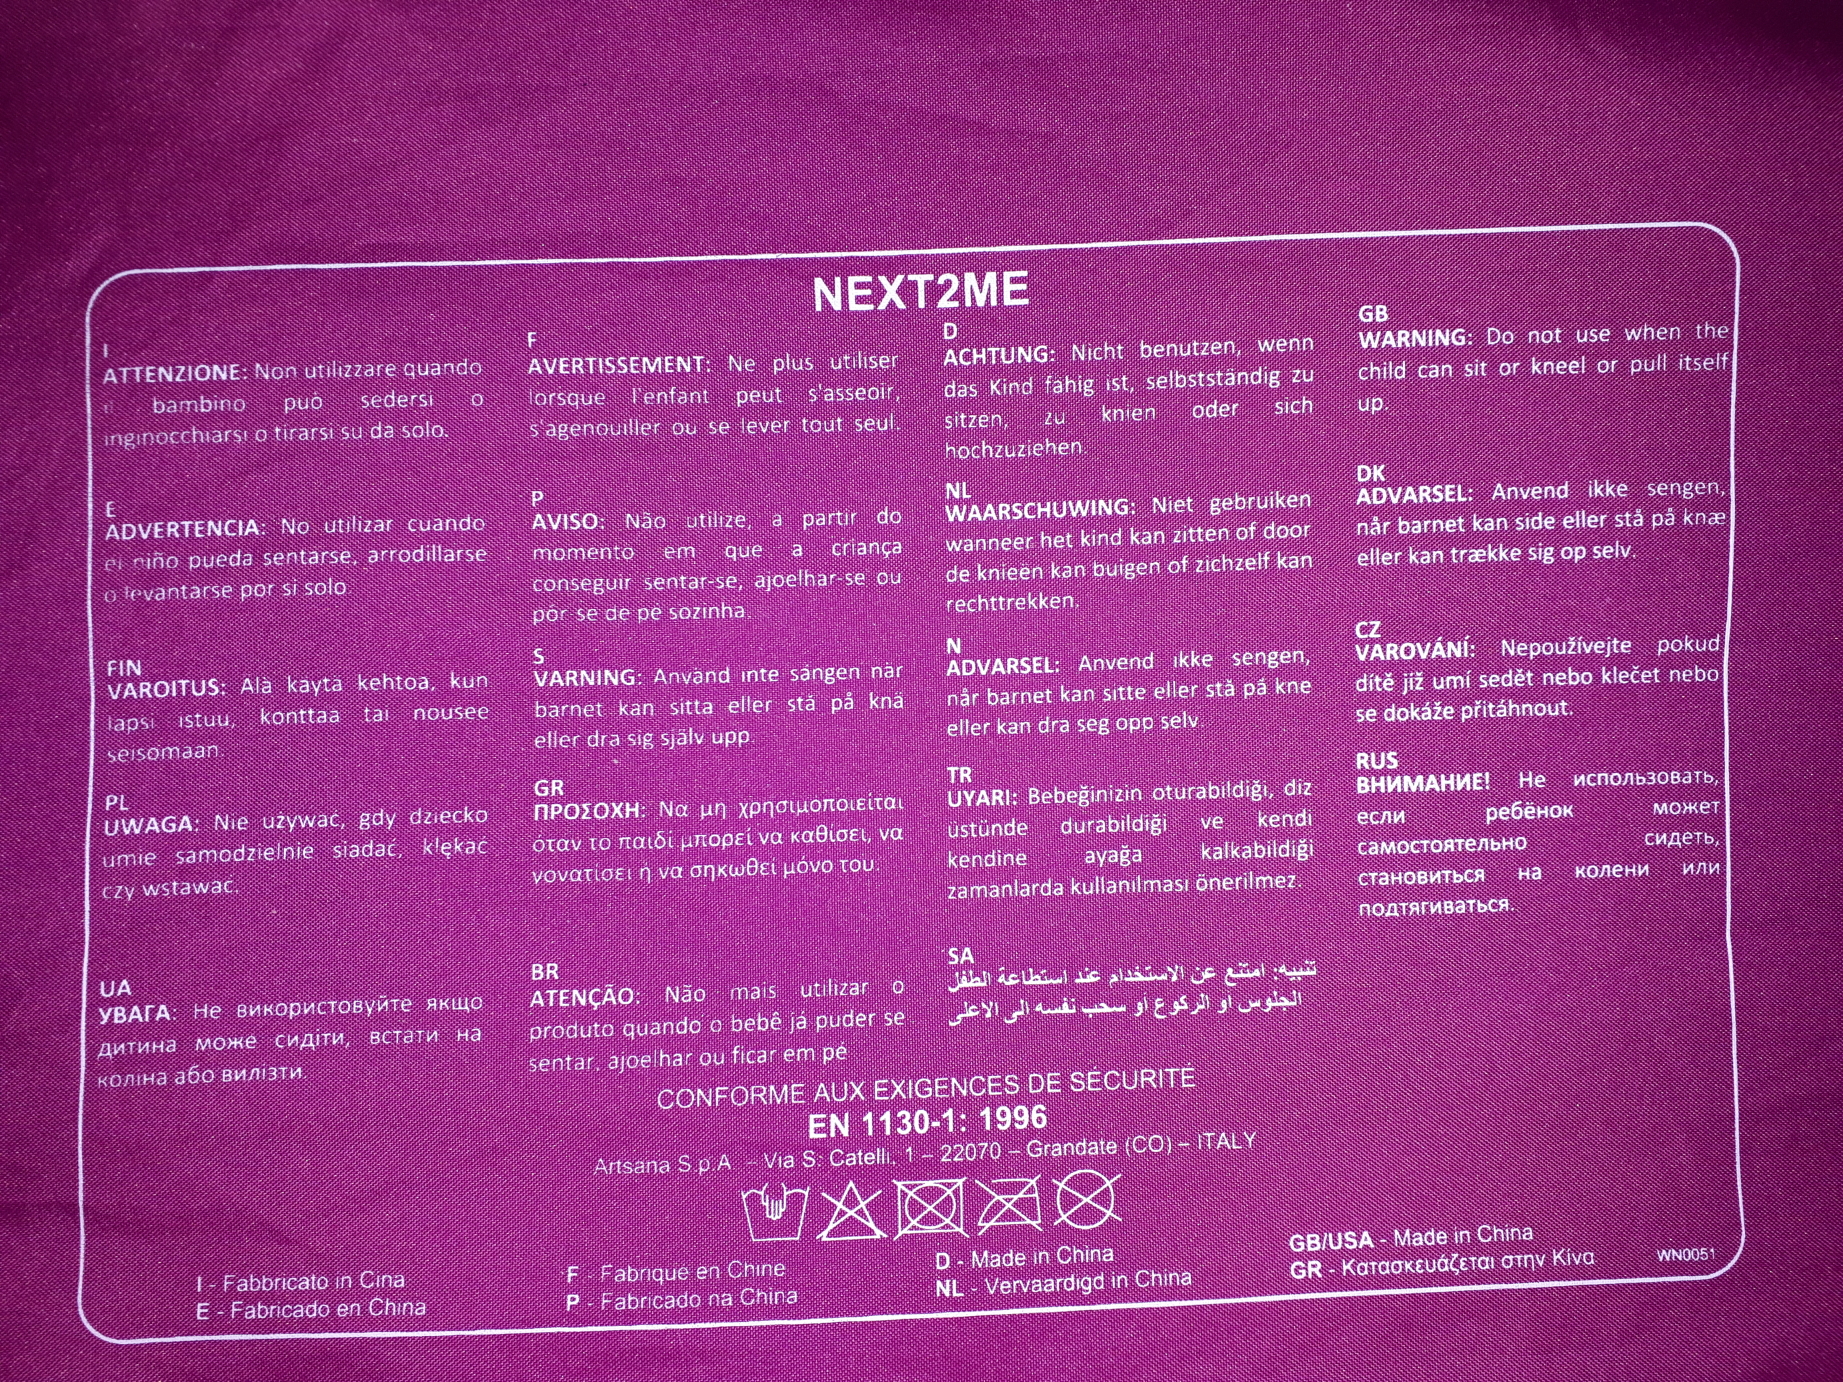 NEXT2ME
I
ATTENZIONE: Non utilizzare quando
il bambino può sedersi o
inginocchiarsi o tirarsi su da solo.
F
AVERTISSEMENT: Ne plus utiliser
lorsque l'enfant peut s'asseoir,
s'agenouiller ou se lever tout seul.
D
ACHTUNG: Nicht benutzen, wenn
das Kind fähig ist, selbstständig zu
sitzen, zu knien oder sich
hochzuziehen.
GB
WARNING: Do not use when the
child can sit or kneel or pull itself
up.
E
ADVERTENCIA: No utilizar cuando
el niño pueda sentarse, arrodillarse
o levantarse por si solo.
P
AVISO: Não utilize, a partir do
momento em que a criança
conseguir sentar-se, ajoelhar-se ou
pôr-se de pé sozinha.
NL
WAARSCHUWING: Niet gebruiken
wanneer het kind kan zitten of door
de knieën kan buigen of zichzelf kan
rechttrekken.
DK
ADVARSEL: Anvend ikke sengen,
når barnet kan side eller stå på knæ
eller kan trække sig op selv.
FIN
VAROITUS: Älä käytä kehtoa, kun
lapsi istuu, konttaa tai nousee
seisomaan.
S
VARNING: Använd inte sängen när
barnet kan sitta eller stå på knä
eller dra sig själv upp.
N
ADVARSEL: Anvend ikke sengen,
når barnet kan sitte eller stå på kne
eller kan dra seg opp selv.
CZ
VAROVÁNÍ: Nepoužívejte pokud
dítě již umí sedět nebo klečet nebo
se dokáže přitáhnout.
PL
UWAGA: Nie używać, gdy dziecko
umie samodzielnie siadać, klękać
czy wstawać.
GR
ΠΡΟΣΟΧΗ: Να μη χρησιμοποιείται
όταν το παιδί μπορεί να καθίσει, να
γονατίσει ή να σηκωθεί μόνο του.
TR
UYARI: Bebeğinizin oturabildiği, diz
üstünde durabildiği ve kendi
kendine ayağa kalkabildiği
zamanlarda kullanılması önerilmez.
RUS
ВНИМАНИЕ! Не использовать,
если ребёнок может
самостоятельно сидеть,
становиться на колени или
подтягиваться.
UA
УВАГА: Не використовуйте якщо
дитина може сидіти, встати на
коліна або вилізти.
BR
ATENÇÃO: Não mais utilizar o
produto quando o bebê já puder se
sentar, ajoelhar ou ficar em pé
SA
تنبيه: امتنع عن الاستخدام عند استطاعة الطفل
الجلوس او الركوع او سحب نفسه الى الاعلى
CONFORME AUX EXIGENCES DE SÉCURITÉ
EN 1130-1: 1996
Artsana S.p.A – Via S. Catelli, 1 – 22070 – Grandate (CO) – ITALY
I - Fabbricato in Cina
E - Fabricado en China
F - Fabriqué en Chine
P - Fabricado na China
D - Made in China
NL - Vervaardigd in China
GB/USA - Made in China
GR - Κατασκευάζεται στην Κίνα
WN0051